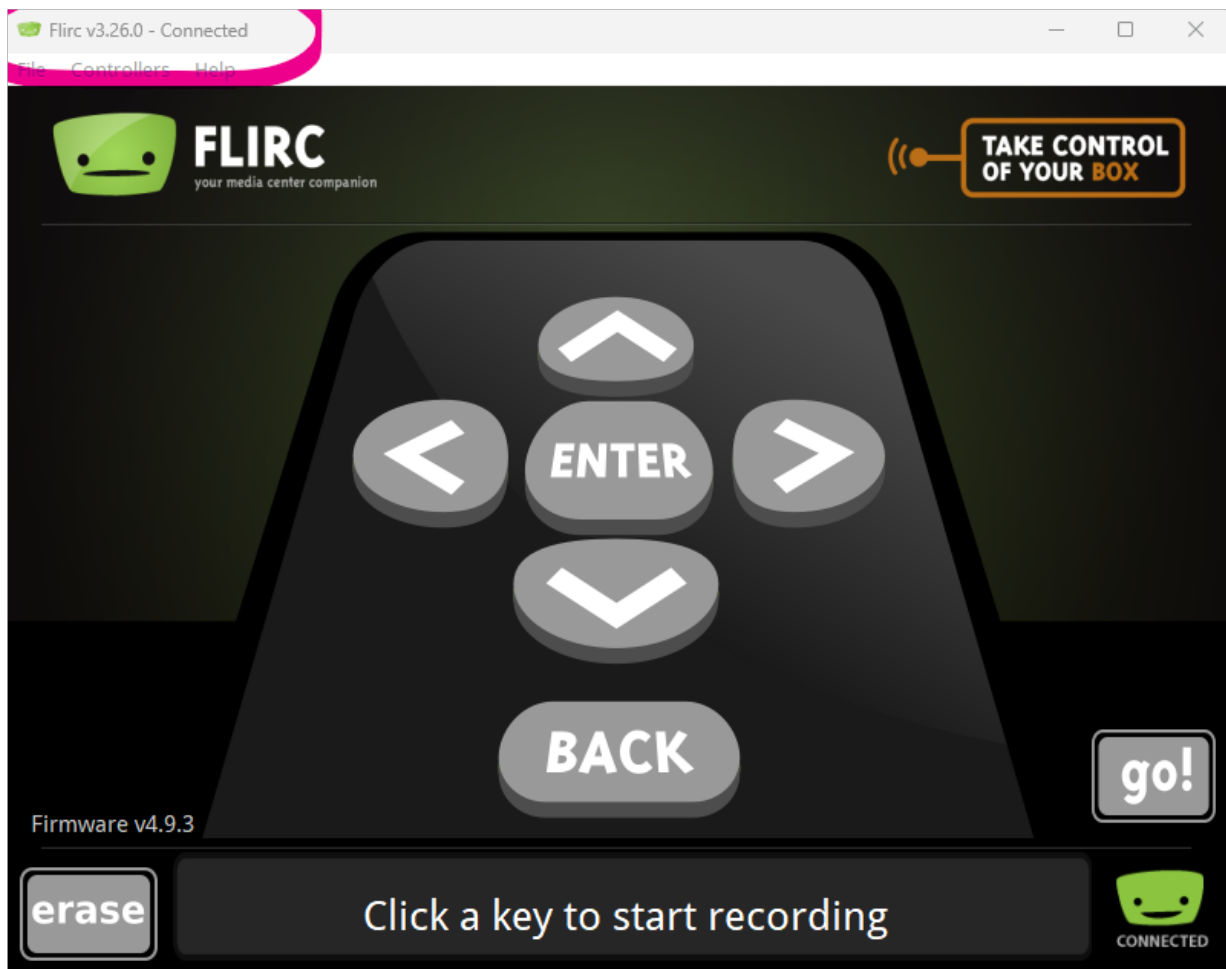 Flirc v3.26.0 - Connected
File Controllers Help
FLIRC
your media center companion
TAKE CONTROL
OF YOUR BOX
ENTER
BACK
go!
Firmware v4.9.3
erase
Click a key to start recording
CONNECTED